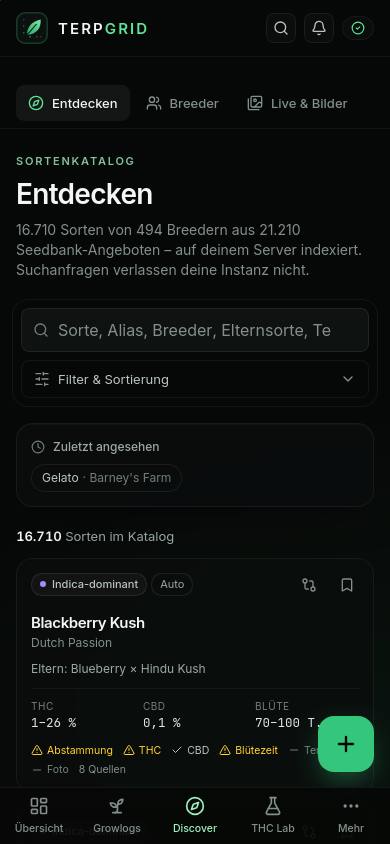 TERPGRID
Entdecken
Breeder
Live & Bilder
SORTENKATALOG
Entdecken
16.710 Sorten von 494 Breedern aus 21.210
Seedbank-Angeboten – auf deinem Server indexiert.
Suchanfragen verlassen deine Instanz nicht.
Sorte, Alias, Breeder, Elternsorte, Te
Filter & Sortierung
Zuletzt angesehen
Gelato · Barney's Farm
16.710 Sorten im Katalog
Indica-dominant Auto
Blackberry Kush
Dutch Passion
Eltern: Blueberry × Hindu Kush
THC CBD BLÜTE
1–26 % 0,1 % 70–100 T.
Abstammung THC CBD Blütezeit
Foto 8 Quellen
Übersicht Growlogs Discover THC Lab Mehr